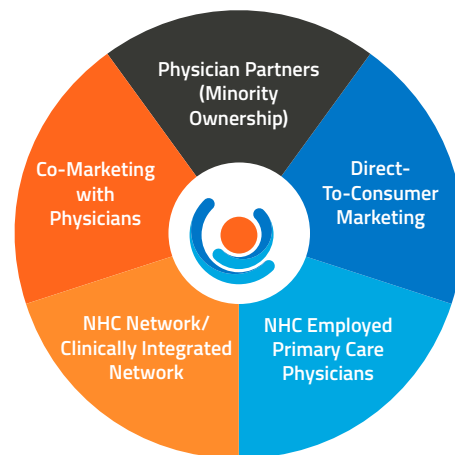 Physician Partners
(Minority
Ownership)
Direct-
To-Consumer
Marketing
NHC Employed
Primary Care
Physicians
NHC Network/
Clinically Integrated
Network
Co-Marketing
with
Physicians